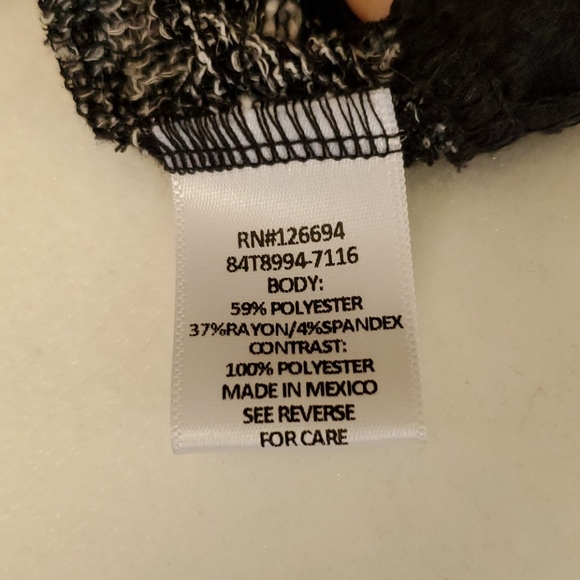 RN#126694
84T8994-7116
BODY:
59% POLYESTER
37%RAYON/4%SPANDEX
CONTRAST:
100% POLYESTER
MADE IN MEXICO
SEE REVERSE
FOR CARE